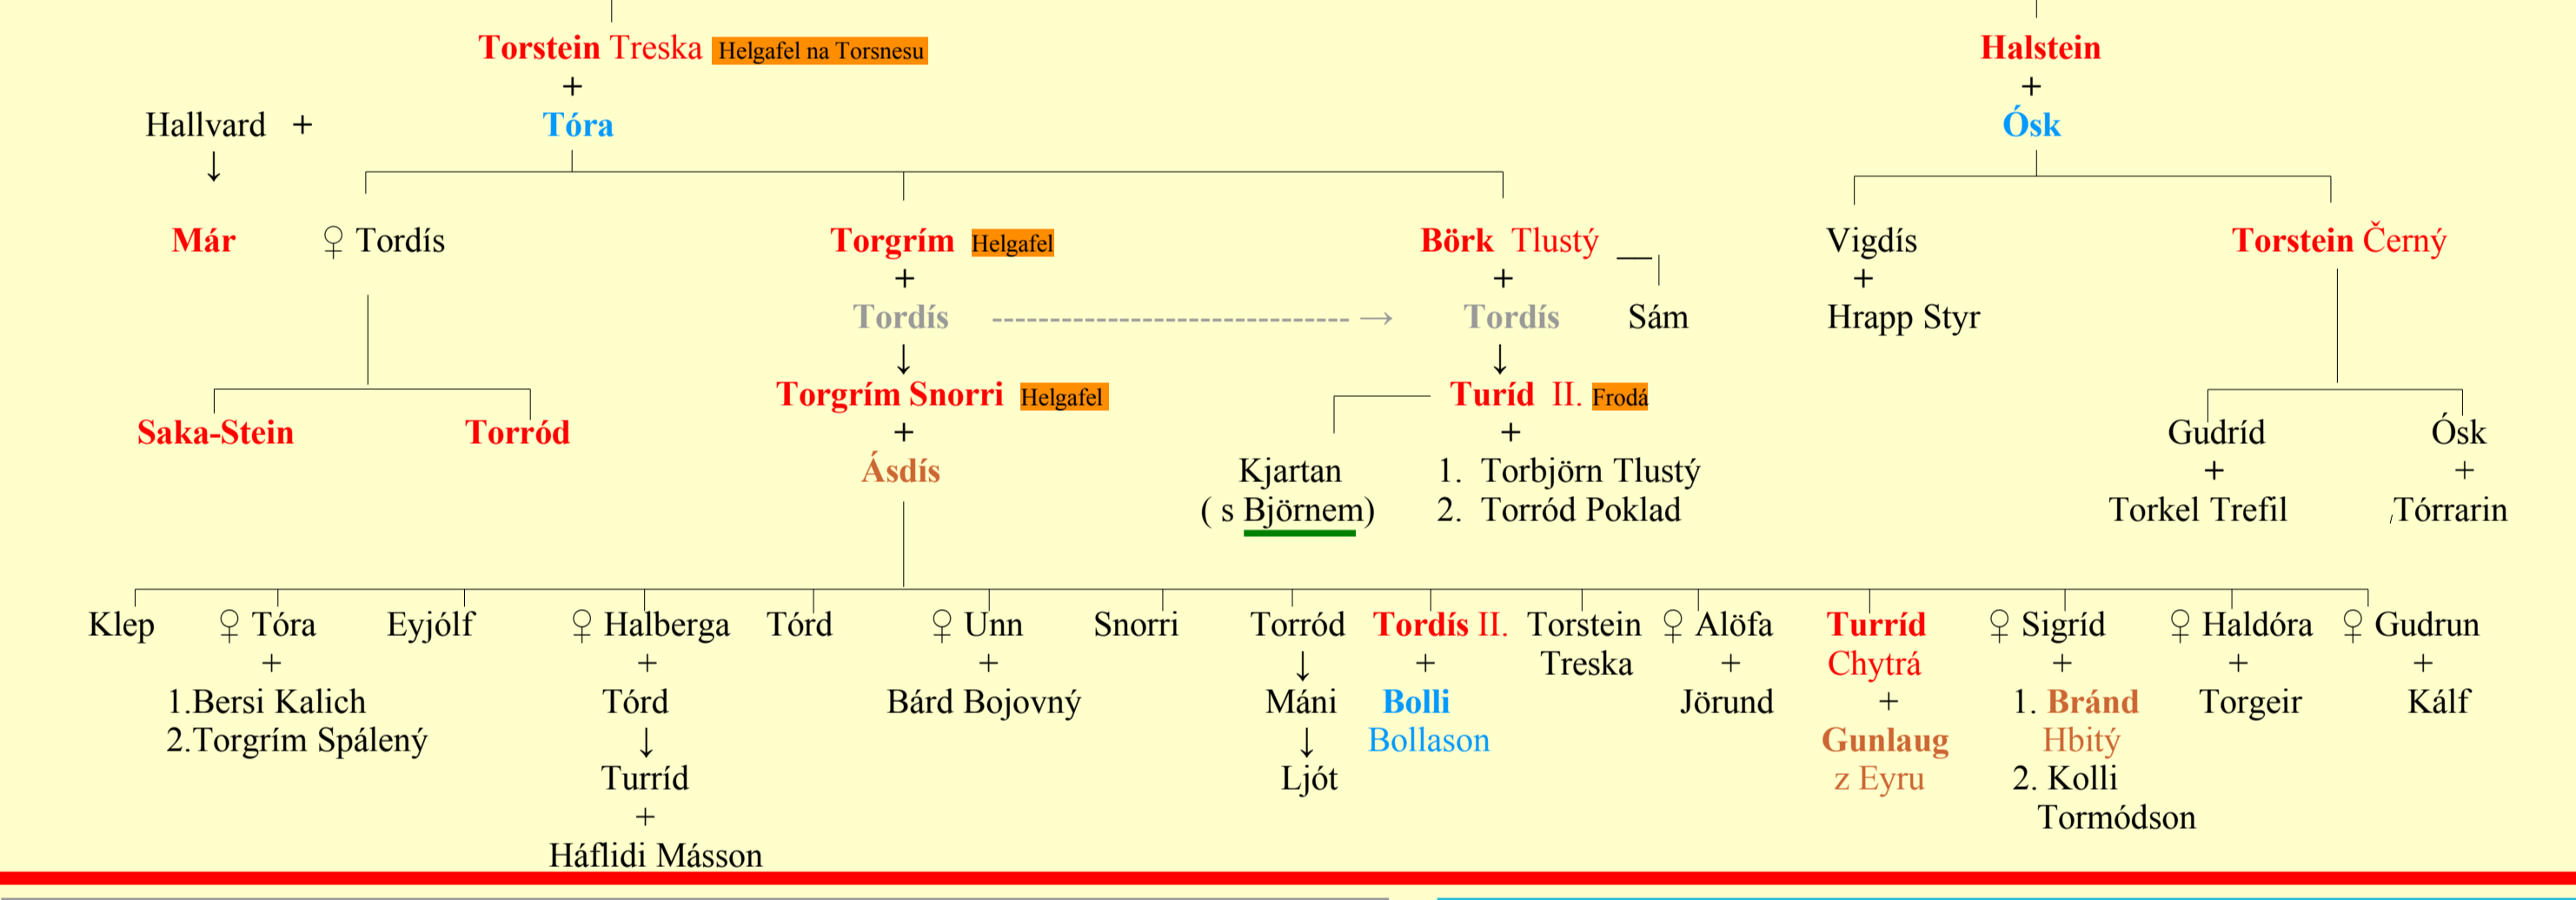 Torstein Treska Helgafel na Torsnesu Halstein
+ +
Hallvard + Tóra Ósk
↓
Már ♀ Tordís Torgrím Helgafel Börk Tlustý Vigdís Torstein Černý
+ + +
Tordís → Tordís Sám Hrapp Styr
↓ ↓
Torgrím Snorri Helgafel Turíd II. Frodá
Saka-Stein Torród + + Gudríd Ósk
Ásdís Kjartan 1. Torbjörn Tlustý + +
( s Björnem) 2. Torród Poklad Torkel Trefil Tórrarin
Klep ♀ Tóra Eyjólf ♀ Halberga Tórd ♀ Unn Snorri Torród Tordís II. Torstein ♀ Alöfa Turríd ♀ Sigríd ♀ Haldóra ♀ Gudrun
+ + + ↓ + Treska + Chytrá + + +
1.Bersi Kalich Tórd Bárd Bojovný Máni Bolli Jörund + 1. Bránd Torgeir Kálf
2.Torgrím Spálený ↓ ↓ Bollason Gunlaug Hbitý
Turríd Ljót z Eyru 2. Kolli
+ Tormódson
Háflidi Másson